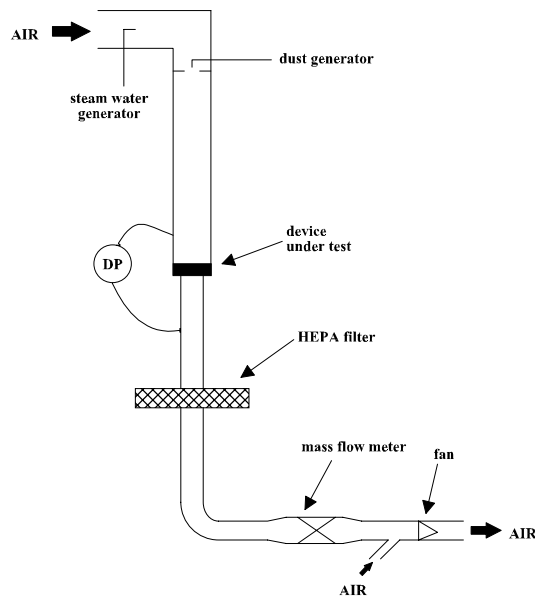 AIR
dust generator
steam water
generator
device
under test
DP
HEPA filter
mass flow meter
fan
AIR
AIR